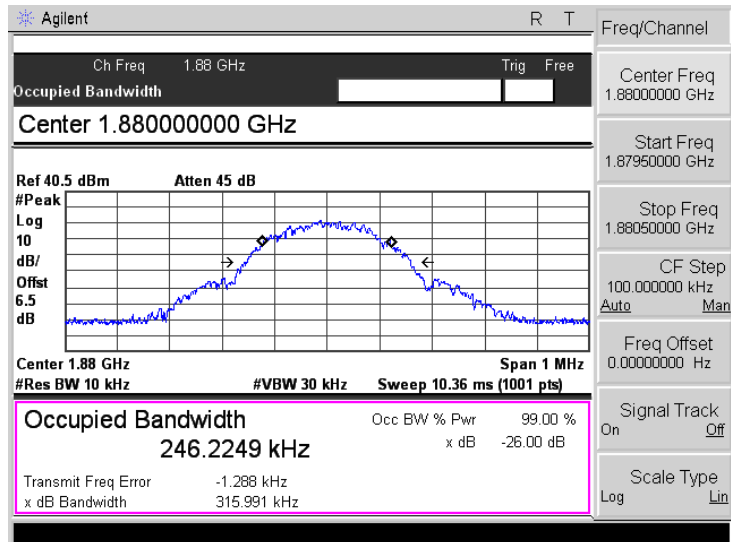 Agilent R T
Ch Freq 1.88 GHz Trig Free
Occupied Bandwidth
Center 1.880000000 GHz
Ref 40.5 dBm Atten 45 dB
#Peak
Log
10
dB/
Offst
6.5
dB
Center 1.88 GHz Span 1 MHz
#Res BW 10 kHz #VBW 30 kHz Sweep 10.36 ms (1001 pts)
Occupied Bandwidth
246.2249 kHz
Occ BW % Pwr 99.00 %
x dB -26.00 dB
Transmit Freq Error -1.288 kHz
x dB Bandwidth 315.991 kHz
Freq/Channel
Center Freq
1.88000000 GHz
Start Freq
1.87950000 GHz
Stop Freq
1.88050000 GHz
CF Step
100.000000 kHz
Auto Man
Freq Offset
0.00000000 Hz
Signal Track
On Off
Scale Type
Log Lin